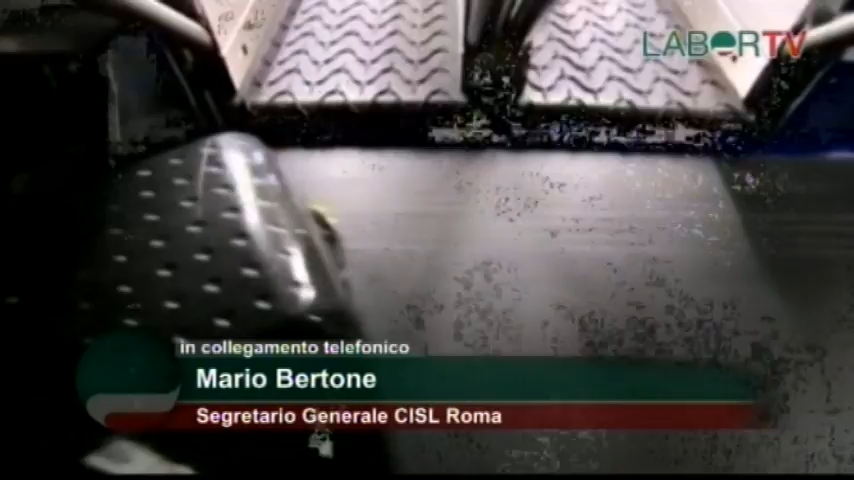 LABORTV
in collegamento telefonico
Mario Bertone
Segretario Generale CISL Roma